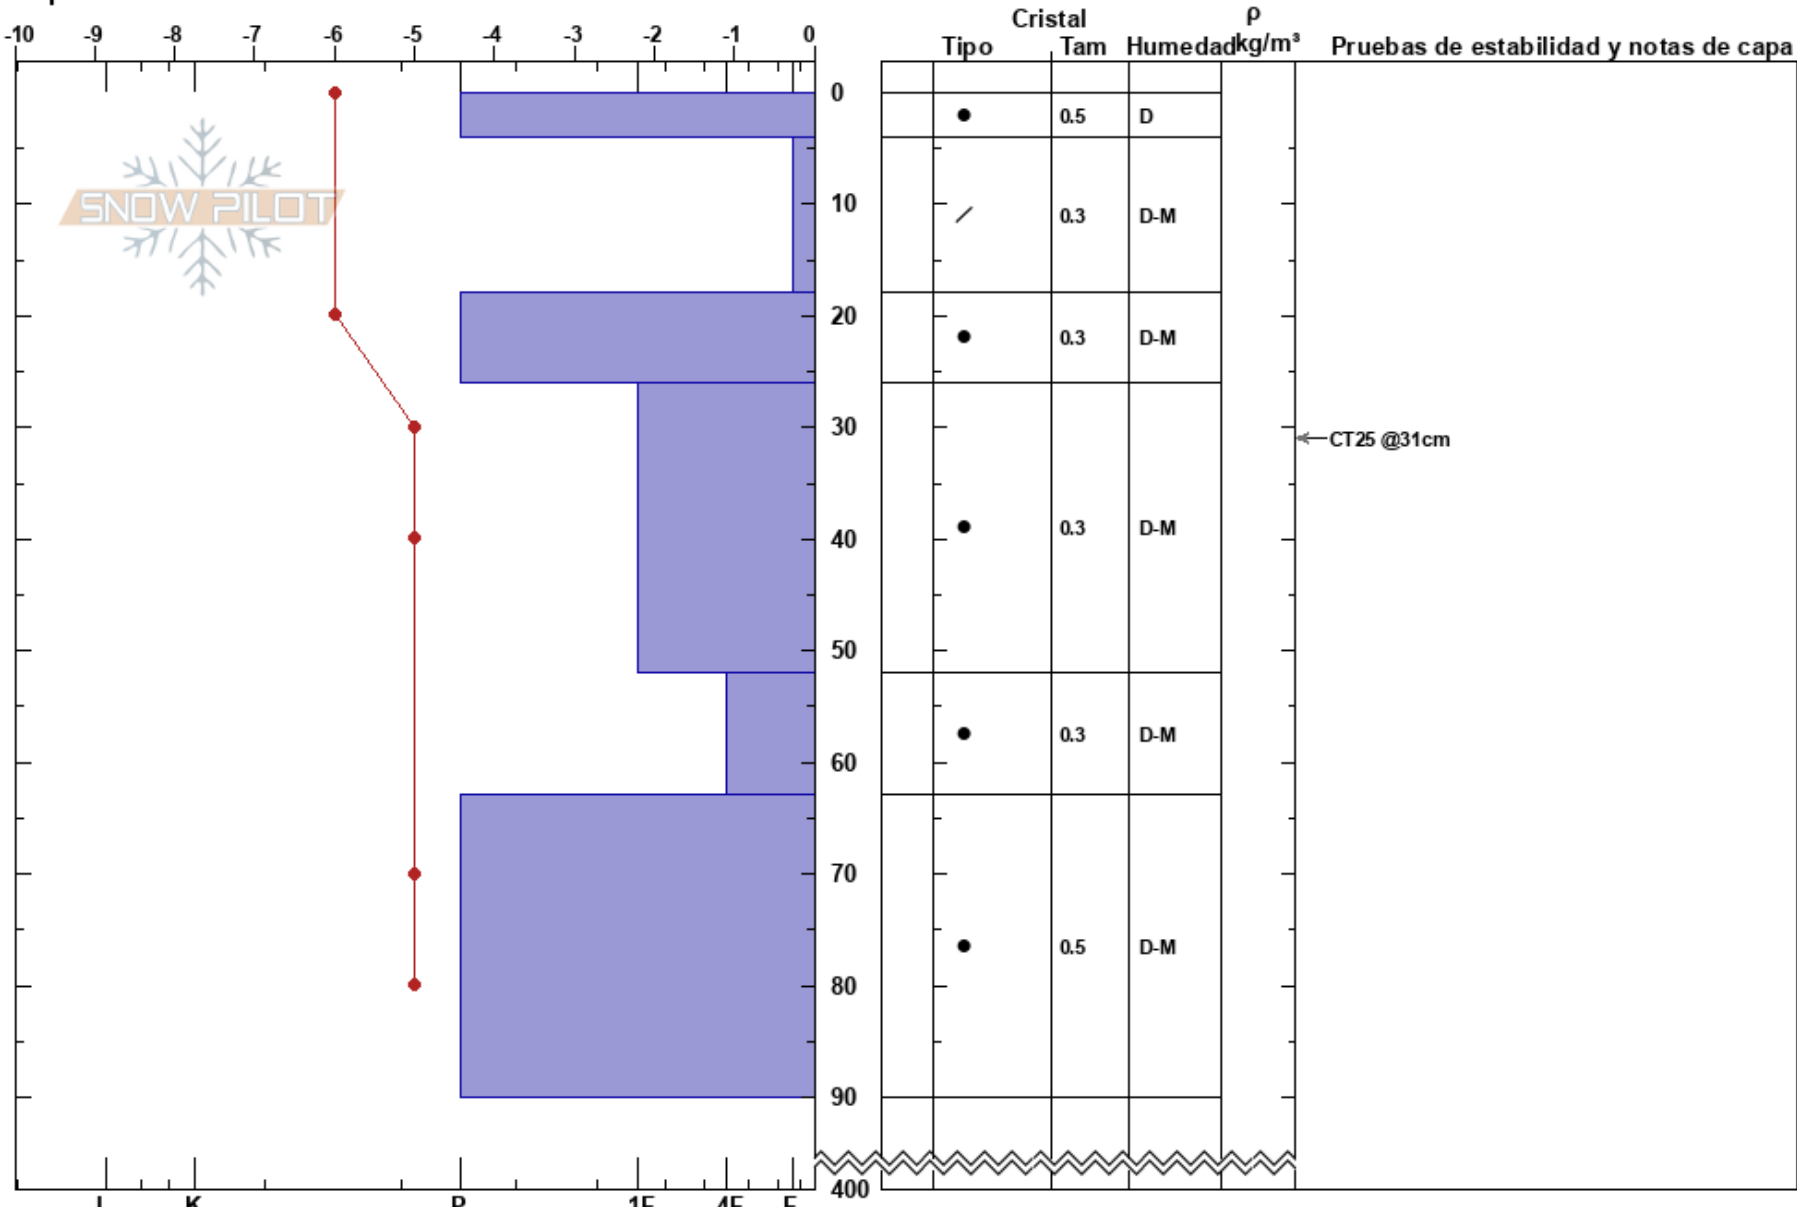 Cristal ρ
-10 -9 -8 -7 -6 -5 -4 -3 -2 -1 0 Tipo Tam Humedad kg/m³ Pruebas de estabilidad y notas de capa
0
0.5 D
SNOW PILOT 10
0.3 D-M
20
0.3 D-M
30
CT25 @31cm
0.3 D-M
40
50
0.3 D-M
60
70
0.5 D-M
80
90
400